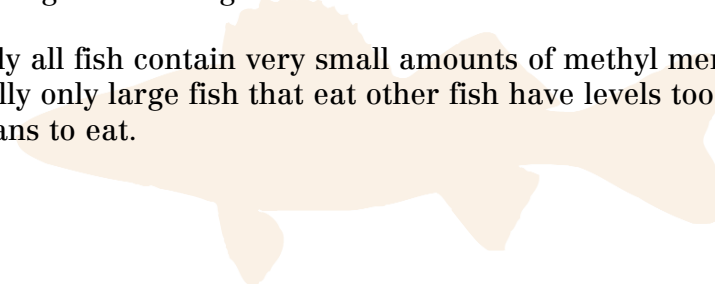 ly all fish contain very small amounts of methyl mer
lly only large fish that eat other fish have levels too
ans to eat.